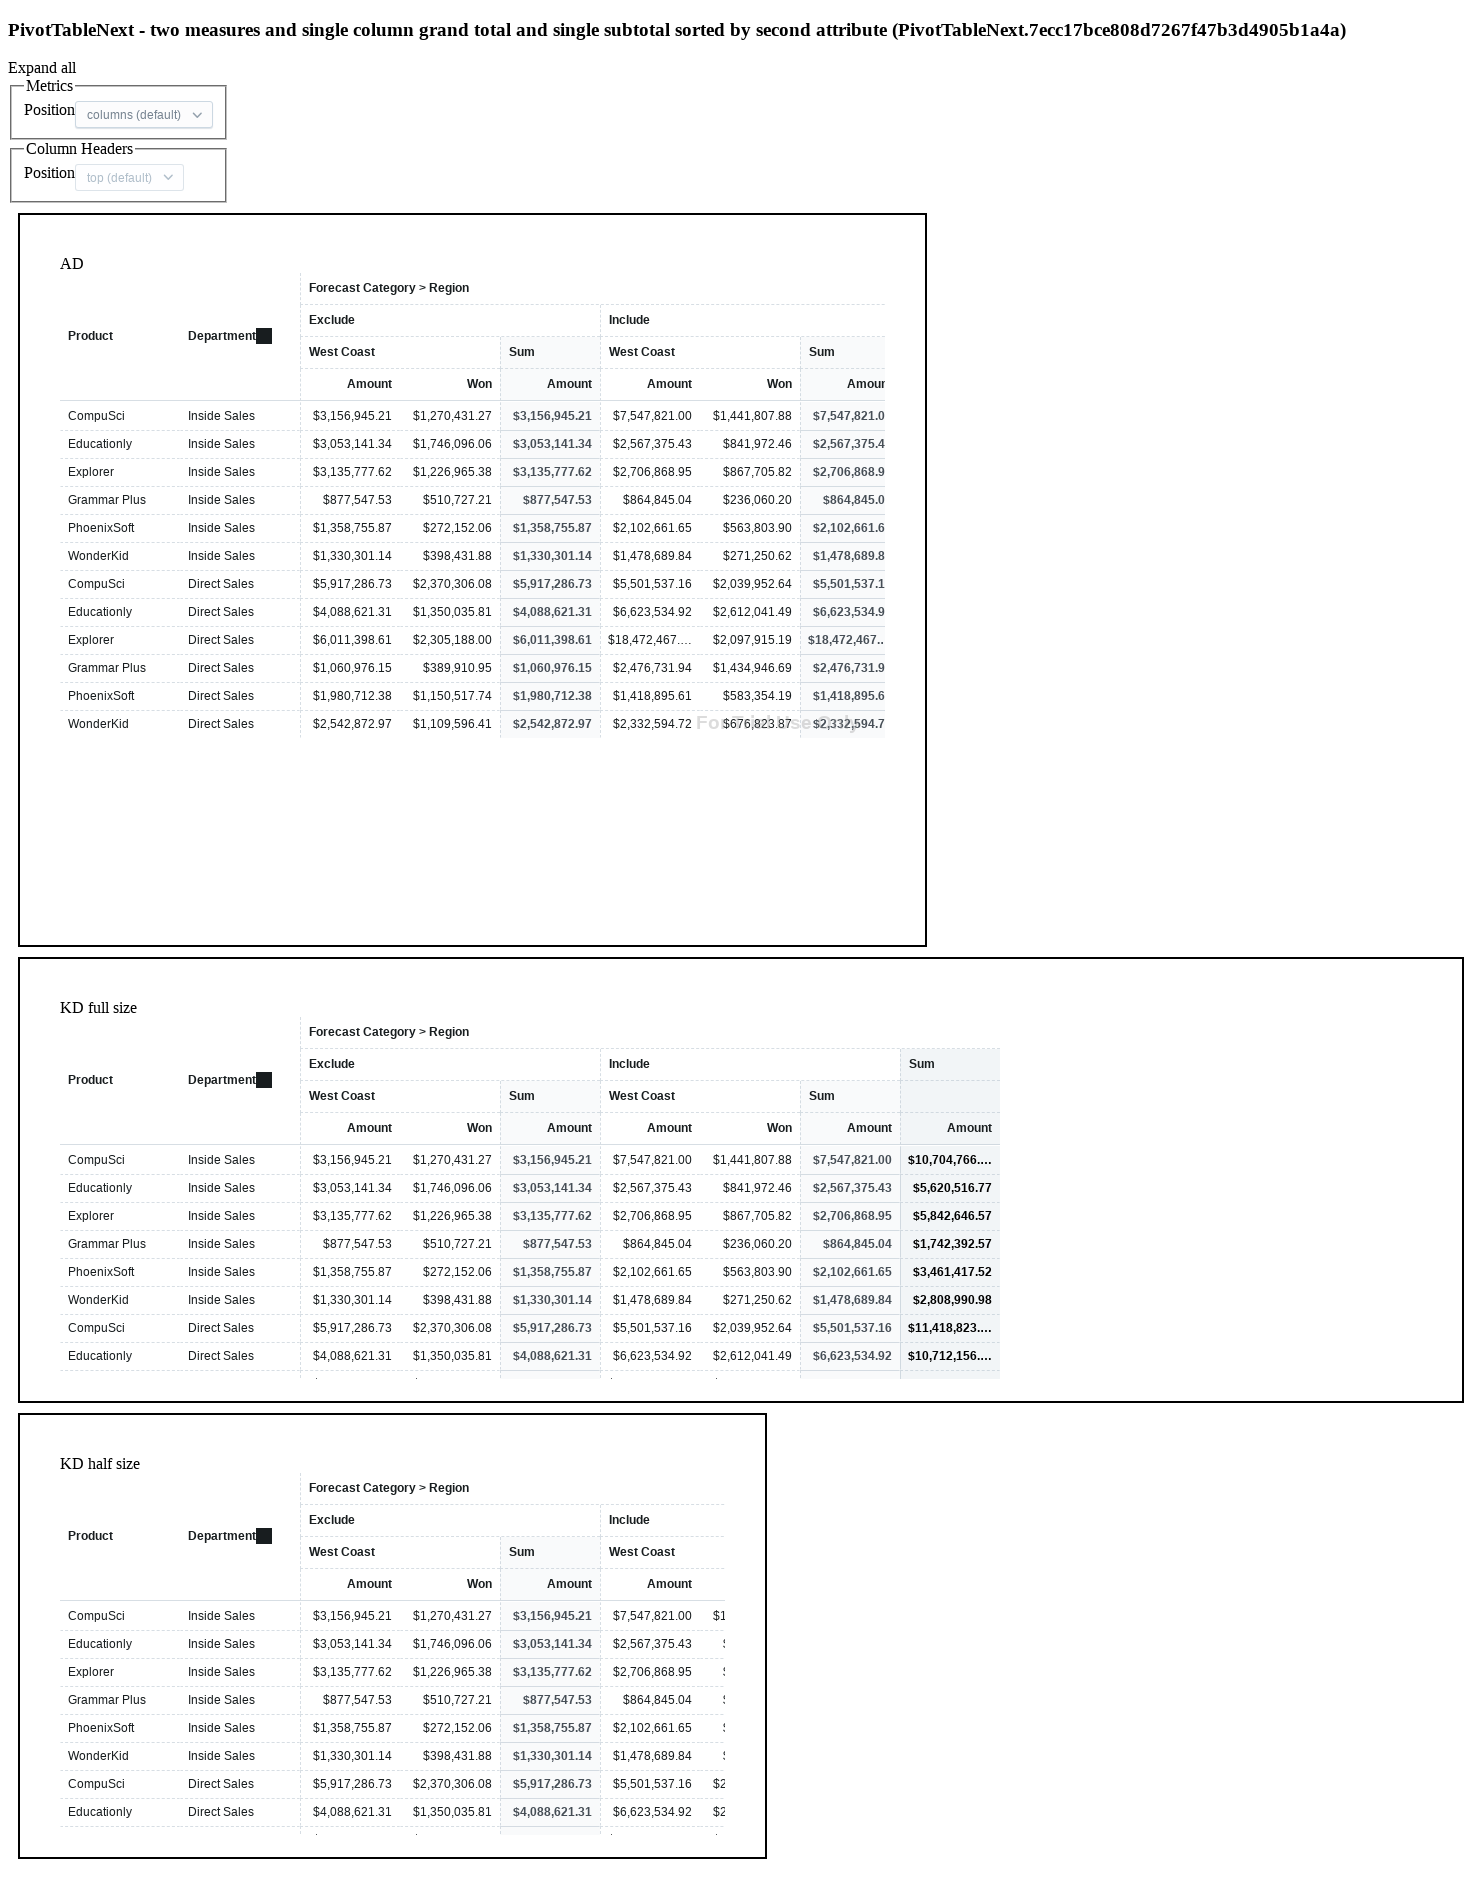 PivotTableNext - two measures and single column grand total and single subtotal sorted by second attribute (PivotTableNext.7ecc17bce808d7267f47b3d4905b1a4a)
Expand all
Metrics
Position columns (default)
Column Headers
Position top (default)
AD
Forecast Category > Region
Product Department Exclude Include
West Coast Sum West Coast Sum
Amount Won Amount Amount Won Amoun
CompuSci Inside Sales $3,156,945.21 $1,270,431.27 $3,156,945.21 $7,547,821.00 $1,441,807.88 $7,547,821.0
Educationly Inside Sales $3,053,141.34 $1,746,096.06 $3,053,141.34 $2,567,375.43 $841,972.46 $2,567,375.4
Explorer Inside Sales $3,135,777.62 $1,226,965.38 $3,135,777.62 $2,706,868.95 $867,705.82 $2,706,868.9
Grammar Plus Inside Sales $877,547.53 $510,727.21 $877,547.53 $864,845.04 $236,060.20 $864,845.0
PhoenixSoft Inside Sales $1,358,755.87 $272,152.06 $1,358,755.87 $2,102,661.65 $563,803.90 $2,102,661.6
WonderKid Inside Sales $1,330,301.14 $398,431.88 $1,330,301.14 $1,478,689.84 $271,250.62 $1,478,689.8
CompuSci Direct Sales $5,917,286.73 $2,370,306.08 $5,917,286.73 $5,501,537.16 $2,039,952.64 $5,501,537.1
Educationly Direct Sales $4,088,621.31 $1,350,035.81 $4,088,621.31 $6,623,534.92 $2,612,041.49 $6,623,534.9
Explorer Direct Sales $6,011,398.61 $2,305,188.00 $6,011,398.61 $18,472,467.... $2,097,915.19 $18,472,467..
Grammar Plus Direct Sales $1,060,976.15 $389,910.95 $1,060,976.15 $2,476,731.94 $1,434,946.69 $2,476,731.9
PhoenixSoft Direct Sales $1,980,712.38 $1,150,517.74 $1,980,712.38 $1,418,895.61 $583,354.19 $1,418,895.6
WonderKid Direct Sales $2,542,872.97 $1,109,596.41 $2,542,872.97 $2,332,594.72 $676,823.87 $2,332,594.7
For Trial Use Only
KD full size
Forecast Category > Region
Product Department Exclude Include Sum
West Coast Sum West Coast Sum
Amount Won Amount Amount Won Amount Amount
CompuSci Inside Sales $3,156,945.21 $1,270,431.27 $3,156,945.21 $7,547,821.00 $1,441,807.88 $7,547,821.00 $10,704,766....
Educationly Inside Sales $3,053,141.34 $1,746,096.06 $3,053,141.34 $2,567,375.43 $841,972.46 $2,567,375.43 $5,620,516.77
Explorer Inside Sales $3,135,777.62 $1,226,965.38 $3,135,777.62 $2,706,868.95 $867,705.82 $2,706,868.95 $5,842,646.57
Grammar Plus Inside Sales $877,547.53 $510,727.21 $877,547.53 $864,845.04 $236,060.20 $864,845.04 $1,742,392.57
PhoenixSoft Inside Sales $1,358,755.87 $272,152.06 $1,358,755.87 $2,102,661.65 $563,803.90 $2,102,661.65 $3,461,417.52
WonderKid Inside Sales $1,330,301.14 $398,431.88 $1,330,301.14 $1,478,689.84 $271,250.62 $1,478,689.84 $2,808,990.98
CompuSci Direct Sales $5,917,286.73 $2,370,306.08 $5,917,286.73 $5,501,537.16 $2,039,952.64 $5,501,537.16 $11,418,823....
Educationly Direct Sales $4,088,621.31 $1,350,035.81 $4,088,621.31 $6,623,534.92 $2,612,041.49 $6,623,534.92 $10,712,156....
KD half size
Forecast Category > Region
Product Department Exclude Include
West Coast Sum West Coast
Amount Won Amount Amount
CompuSci Inside Sales $3,156,945.21 $1,270,431.27 $3,156,945.21 $7,547,821.00 $1
Educationly Inside Sales $3,053,141.34 $1,746,096.06 $3,053,141.34 $2,567,375.43
Explorer Inside Sales $3,135,777.62 $1,226,965.38 $3,135,777.62 $2,706,868.95
Grammar Plus Inside Sales $877,547.53 $510,727.21 $877,547.53 $864,845.04
PhoenixSoft Inside Sales $1,358,755.87 $272,152.06 $1,358,755.87 $2,102,661.65
WonderKid Inside Sales $1,330,301.14 $398,431.88 $1,330,301.14 $1,478,689.84
CompuSci Direct Sales $5,917,286.73 $2,370,306.08 $5,917,286.73 $5,501,537.16 $2
Educationly Direct Sales $4,088,621.31 $1,350,035.81 $4,088,621.31 $6,623,534.92 $2